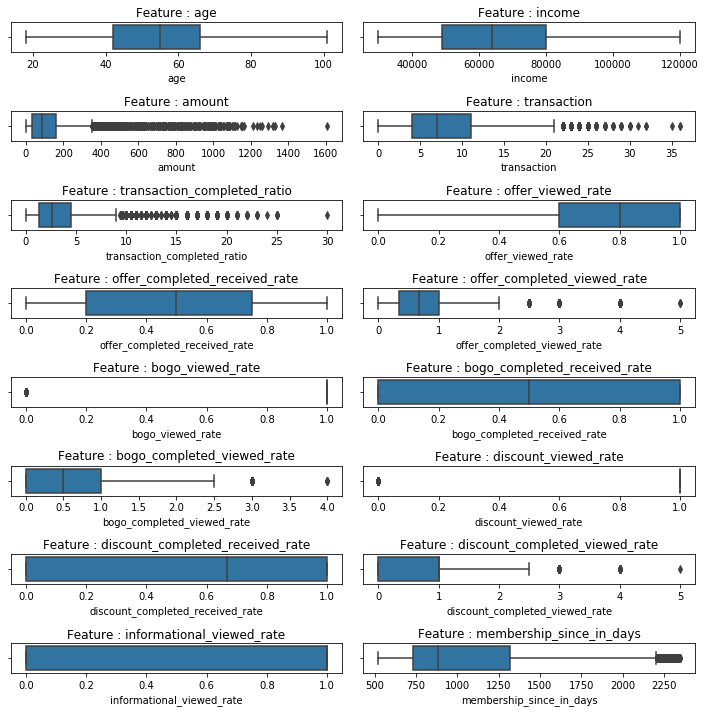 Feature : age
20 40 60 80 100
age
Feature : income
40000 60000 80000 100000 120000
income
Feature : amount
0 200 400 600 800 1000 1200 1400 1600
amount
Feature : transaction
0 5 10 15 20 25 30 35
transaction
Feature : transaction_completed_ratio
0 5 10 15 20 25 30
transaction_completed_ratio
Feature : offer_viewed_rate
0.0 0.2 0.4 0.6 0.8 1.0
offer_viewed_rate
Feature : offer_completed_received_rate
0.0 0.2 0.4 0.6 0.8 1.0
offer_completed_received_rate
Feature : offer_completed_viewed_rate
0 1 2 3 4 5
offer_completed_viewed_rate
Feature : bogo_viewed_rate
0.0 0.2 0.4 0.6 0.8 1.0
bogo_viewed_rate
Feature : bogo_completed_received_rate
0.0 0.2 0.4 0.6 0.8 1.0
bogo_completed_received_rate
Feature : bogo_completed_viewed_rate
0.0 0.5 1.0 1.5 2.0 2.5 3.0 3.5 4.0
bogo_completed_viewed_rate
Feature : discount_viewed_rate
0.0 0.2 0.4 0.6 0.8 1.0
discount_viewed_rate
Feature : discount_completed_received_rate
0.0 0.2 0.4 0.6 0.8 1.0
discount_completed_received_rate
Feature : discount_completed_viewed_rate
0 1 2 3 4 5
discount_completed_viewed_rate
Feature : informational_viewed_rate
0.0 0.2 0.4 0.6 0.8 1.0
informational_viewed_rate
Feature : membership_since_in_days
500 750 1000 1250 1500 1750 2000 2250
membership_since_in_days